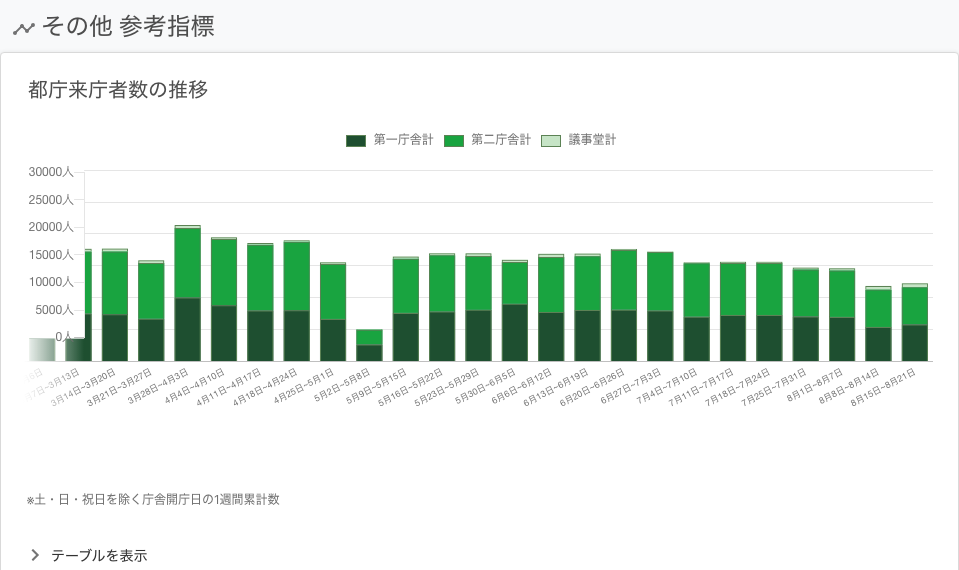 その他 参考指標
都庁来庁者数の推移
第一庁舎計 第二庁舎計 議事堂計
30000人
25000人
20000人
15000人
10000人
5000人
0人
3月14日~3月20日
3月21日~3月27日
3月28日~4月3日
4月4日~4月10日
4月11日~4月17日
4月18日~4月24日
4月25日~5月1日
5月2日~5月8日
5月9日~5月15日
5月16日~5月22日
5月23日~5月29日
5月30日~6月5日
6月6日~6月12日
6月13日~6月19日
6月20日~6月26日
6月27日~7月3日
7月4日~7月10日
7月11日~7月17日
7月18日~7月24日
7月25日~7月31日
8月1日~8月7日
8月8日~8月14日
8月15日~8月21日
※土・日・祝日を除く庁舎開庁日の1週間累計数
テーブルを表示